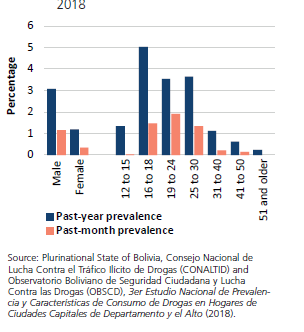 2018
Percentage
6
5
4
3
2
1
0
Male
Female
12 to 15
16 to 18
19 to 24
25 to 30
31 to 40
41 to 50
51 and older
Past-year prevalence
Past-month prevalence
Source: Plurinational State of Bolivia, Consejo Nacional de
Lucha Contra el Tráfico Ilícito de Drogas (CONALTID) and
Observatorio Boliviano de Seguridad Ciudadana y Lucha
Contra las Drogas (OBSCD), 3er Estudio Nacional de Prevalen-
cia y Características de Consumo de Drogas en Hogares de
Ciudades Capitales de Departamento y el Alto (2018).